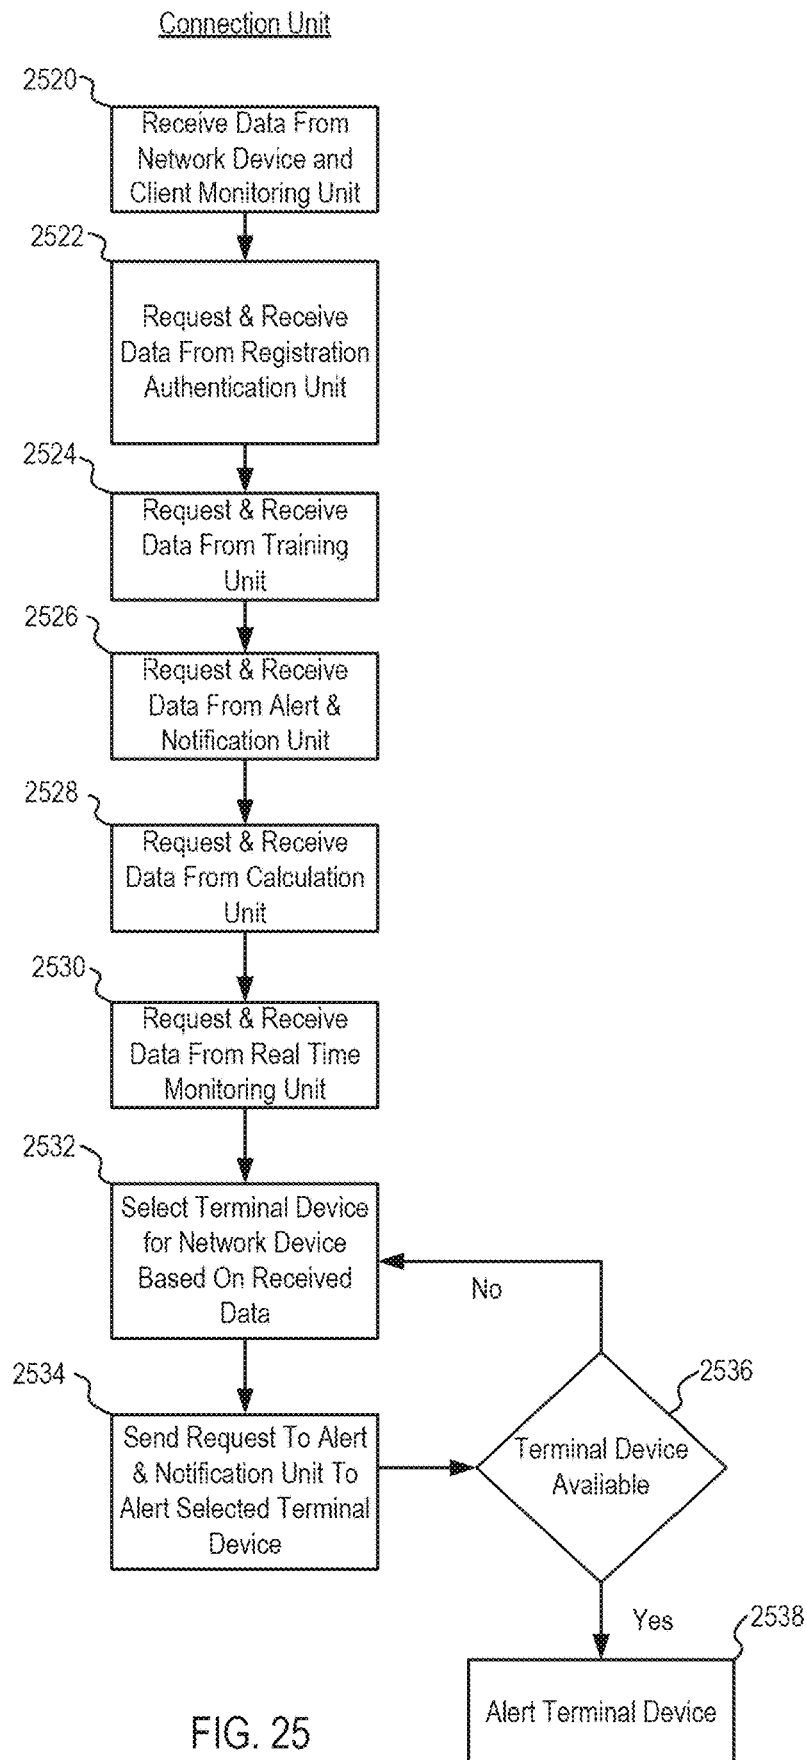 Connection Unit
2520
Receive Data From
Network Device and
Client Monitoring Unit
2522
Request & Receive
Data From Registration
Authentication Unit
2524
Request & Receive
Data From Training
Unit
2526
Request & Receive
Data From Alert &
Notification Unit
2528
Request & Receive
Data From Calculation
Unit
2530
Request & Receive
Data From Real Time
Monitoring Unit
2532
Select Terminal Device
for Network Device
Based On Received
Data
No
2534
Send Request To Alert
& Notification Unit To
Alert Selected Terminal
Device
2536
Terminal Device
Available
Yes
2538
Alert Terminal Device
FIG. 25